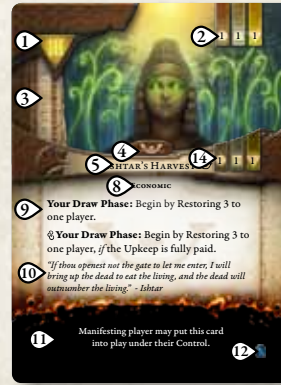 1
2
1 1 1
3
4
5
SHTAR'S HARVES
14
1 1 1
8
CONOMIC
9
Your Draw Phase: Begin by Restoring 3 to
one player.
Your Draw Phase: Begin by Restoring 3 to
one player, if the Upkeep is fully paid.
10
"If thou openest not the gate to let me enter, I will
bring up the dead to eat the living, and the dead will
outnumber the living." - Ishtar
11
Manifesting player may put this card
into play under their Control.
12